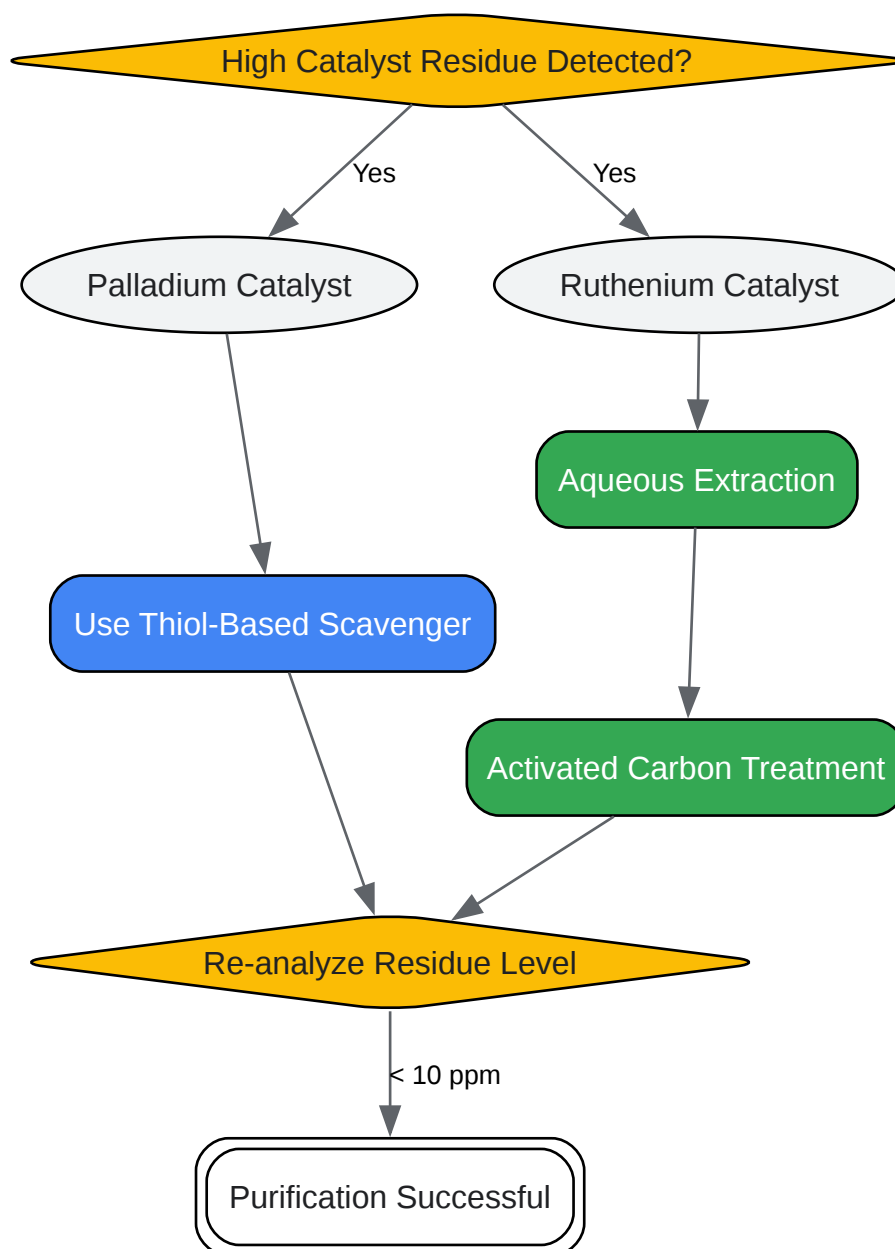 High Catalyst Residue Detected?
Yes
Yes
Palladium Catalyst
Ruthenium Catalyst
Aqueous Extraction
Use Thiol-Based Scavenger
Activated Carbon Treatment
Re-analyze Residue Level
< 10 ppm
Purification Successful